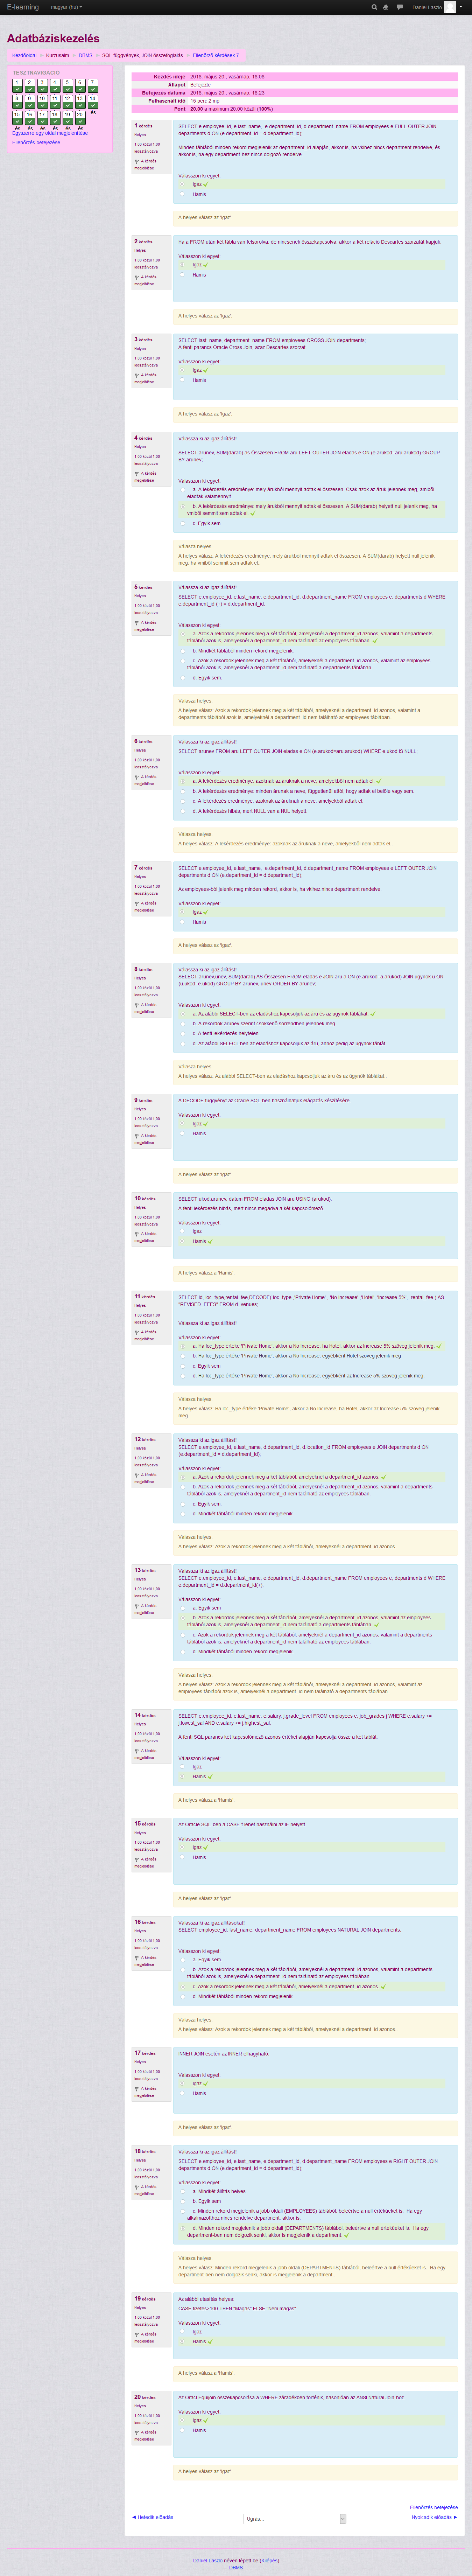 E-learning
magyar (hu)
Daniel Laszlo
Adatbáziskezelés
Kezdőoldal
Kurzusaim
DBMS
SQL függvények, JOIN összefoglalás
Ellenőrző kérdések 7.
TESZTNAVIGÁCIÓ
1 2 3 4 5 6 7
8 9 10 11 12 13 14
és
15 16 17 18 19 20
és és és és és és
Egyszerre egy oldal megjelenítése
Ellenőrzés befejezése
Kezdés ideje 2018. május 20., vasárnap, 18:08
Állapot Befejezte
Befejezés dátuma 2018. május 20., vasárnap, 18:23
Felhasznált idő 15 perc 2 mp
Pont 20,00 a maximum 20,00 közül (100%)
1 kérdés
Helyes
1,00 közül 1,00 leosztályozva
A kérdés megjelölése
SELECT e.employee_id, e.last_name, e.department_id, d.department_name FROM employees e FULL OUTER JOIN
departments d ON (e.department_id = d.department_id);
Minden táblából minden rekord megjelenik az department_id alapján, akkor is, ha vkihez nincs department rendelve, és
akkor is, ha egy department-hez nincs dolgozó rendelve.
Válasszon ki egyet:
Igaz
Hamis
A helyes válasz az 'Igaz'.
2 kérdés
Helyes
1,00 közül 1,00 leosztályozva
A kérdés megjelölése
Ha a FROM után két tábla van felsorolva, de nincsenek összekapcsolva, akkor a két reláció Descartes szorzatát kapjuk.
Válasszon ki egyet:
Igaz
Hamis
A helyes válasz az 'Igaz'.
3 kérdés
Helyes
1,00 közül 1,00 leosztályozva
A kérdés megjelölése
SELECT last_name, department_name FROM employees CROSS JOIN departments;
A fenti parancs Oracle Cross Join, azaz Descartes szorzat.
Válasszon ki egyet:
Igaz
Hamis
A helyes válasz az 'Igaz'.
4 kérdés
Helyes
1,00 közül 1,00 leosztályozva
A kérdés megjelölése
Válassza ki az igaz állítást!
SELECT arunev, SUM(darab) as Összesen FROM aru LEFT OUTER JOIN eladas e ON (e.arukod=aru.arukod) GROUP
BY arunev;
Válasszon ki egyet:
a. A lekérdezés eredménye: mely árukból mennyit adtak el összesen. Csak azok az áruk jelennek meg, amiből
eladtak valamennyit.
b. A lekérdezés eredménye: mely árukból mennyit adtak el összesen. A SUM(darab) helyett null jelenik meg, ha
vmiből semmit sem adtak el.
c. Egyik sem
Válasza helyes.
A helyes válasz: A lekérdezés eredménye: mely árukból mennyit adtak el összesen. A SUM(darab) helyett null jelenik
meg, ha vmiből semmit sem adtak el.
5 kérdés
Helyes
1,00 közül 1,00 leosztályozva
A kérdés megjelölése
Válassza ki az igaz állítást!
SELECT e.employee_id, e.last_name, e.department_id, d.department_name FROM employees e, departments d WHERE
e.department_id (+) = d.department_id;
Válasszon ki egyet:
a. Azok a rekordok jelennek meg a két táblából, amelyeknél a department_id azonos, valamint a departments
táblából azok is, amelyeknél a department_id nem található az employees táblában.
b. Mindkét táblából minden rekord megjelenik.
c. Azok a rekordok jelennek meg a két táblából, amelyeknél a department_id azonos, valamint az employees
táblából azok is, amelyeknél a department_id nem található az departments táblában.
d. Egyik sem.
Válasza helyes.
A helyes válasz: Azok a rekordok jelennek meg a két táblából, amelyeknél a department_id azonos, valamint a
departments táblából azok is, amelyeknél a department_id nem található az employees táblában.
6 kérdés
Helyes
1,00 közül 1,00 leosztályozva
A kérdés megjelölése
Válassza ki az igaz állítást!
SELECT arunev FROM aru LEFT OUTER JOIN eladas e ON (e.arukod=aru.arukod) WHERE e.ukod IS NULL;
Válasszon ki egyet:
a. A lekérdezés eredménye: azoknak az áruknak a neve, amelyekből nem adtak el.
b. A lekérdezés eredménye: minden árunak a neve, függetlenül attól, hogy adtak el belőle vagy sem.
c. A lekérdezés eredménye: azoknak az áruknak a neve, amelyekből adtak el.
d. A lekérdezés hibás, mert NULL van a NUL helyett.
Válasza helyes.
A helyes válasz: A lekérdezés eredménye: azoknak az áruknak a neve, amelyekből nem adtak el.
7 kérdés
Helyes
1,00 közül 1,00 leosztályozva
A kérdés megjelölése
SELECT e.employee_id, e.last_name, e.department_id, d.department_name FROM employees e LEFT OUTER JOIN
departments d ON (e.department_id = d.department_id);
Az employees-ból jelenik meg minden rekord, akkor is, ha vkihez nincs department rendelve.
Válasszon ki egyet:
Igaz
Hamis
A helyes válasz az 'Igaz'.
8 kérdés
Helyes
1,00 közül 1,00 leosztályozva
A kérdés megjelölése
Válassza ki az igaz állítást!
SELECT arunev,unev, SUM(darab) AS Összesen FROM eladas e JOIN aru a ON (e.arukod=a.arukod) JOIN ugynok u ON
(u.ukod=e.ukod) GROUP BY arunev, unev ORDER BY arunev;
Válasszon ki egyet:
a. Az alábbi SELECT-ben az eladáshoz kapcsoljuk az áru és az ügynök táblákat.
b. A rekordok arunev szerint csökkenő sorrendben jelennek meg.
c. A fenti lekérdezés helytelen.
d. Az alábbi SELECT-ben az eladáshoz kapcsoljuk az áru, ahhoz pedig az ügynök táblát.
Válasza helyes.
A helyes válasz: Az alábbi SELECT-ben az eladáshoz kapcsoljuk az áru és az ügynök táblákat.
9 kérdés
Helyes
1,00 közül 1,00 leosztályozva
A kérdés megjelölése
A DECODE függvényt az Oracle SQL-ben használhatjuk elágazás készítésére.
Válasszon ki egyet:
Igaz
Hamis
A helyes válasz az 'Igaz'.
10 kérdés
Helyes
1,00 közül 1,00 leosztályozva
A kérdés megjelölése
SELECT ukod,arunev, datum FROM eladas JOIN aru USING (arukod);
A fenti lekérdezés hibás, mert nincs megadva a két kapcsolómező.
Válasszon ki egyet:
Igaz
Hamis
A helyes válasz a 'Hamis'.
11 kérdés
Helyes
1,00 közül 1,00 leosztályozva
A kérdés megjelölése
SELECT id, loc_type,rental_fee,DECODE( loc_type ,'Private Home' , 'No Increase' ,'Hotel', 'Increase 5%', rental_fee ) AS
"REVISED_FEES" FROM d_venues;
Válassza ki az igaz állítást!
Válasszon ki egyet:
a. Ha loc_type értéke 'Private Home', akkor a No Increase, ha Hotel, akkor az Increase 5% szöveg jelenik meg.
b. Ha loc_type értéke 'Private Home', akkor a No Increase, egyébként Hotel szöveg jelenik meg
c. Egyik sem
d. Ha loc_type értéke 'Private Home', akkor a No increase, egyébként az Increase 5% szöveg jelenik meg
Válasza helyes.
A helyes válasz: Ha loc_type értéke 'Private Home', akkor a No Increase, ha Hotel, akkor az Increase 5% szöveg jelenik
meg.
12 kérdés
Helyes
1,00 közül 1,00 leosztályozva
A kérdés megjelölése
Válassza ki az igaz állítást!
SELECT e.employee_id, e.last_name, d.department_id, d.location_id FROM employees e JOIN departments d ON
(e.department_id = d.department_id);
Válasszon ki egyet:
a. Azok a rekordok jelennek meg a két táblából, amelyeknél a department_id azonos.
b. Azok a rekordok jelennek meg a két táblából, amelyeknél a department_id azonos, valamint a departments
táblából azok is, amelyeknél a department_id nem található az employees táblában.
c. Egyik sem
d. Mindkét táblából minden rekord megjelenik.
Válasza helyes.
A helyes válasz: Azok a rekordok jelennek meg a két táblából, amelyeknél a department_id azonos.
13 kérdés
Helyes
1,00 közül 1,00 leosztályozva
A kérdés megjelölése
Válassza ki az igaz állítást!
SELECT e.employee_id, e.last_name, e.department_id, d.department_name FROM employees e, departments d WHERE
e.department_id = d.department_id(+);
Válasszon ki egyet:
a. Egyik sem
b. Azok a rekordok jelennek meg a két táblából, amelyeknél a department_id azonos, valamint az employees
táblából azok is, amelyeknél a department_id nem található a departments táblában.
c. Azok a rekordok jelennek meg a két táblából, amelyeknél a department_id azonos, valamint a departments
táblából azok is, amelyeknél a department_id nem található az employees táblában.
d. Mindkét táblából minden rekord megjelenik.
Válasza helyes.
A helyes válasz: Azok a rekordok jelennek meg a két táblából, amelyeknél a department_id azonos, valamint az
employees táblából azok is, amelyeknél a department_id nem található a departments táblában.
14 kérdés
Helyes
1,00 közül 1,00 leosztályozva
A kérdés megjelölése
SELECT e.employee_id, e.last_name, e.salary, j.grade_level FROM employees e, job_grades j WHERE e.salary >=
j.lowest_sal AND e.salary <= j.highest_sal;
A fenti SQL parancs két kapcsolómező azonos értékei alapján kapcsolja össze a két táblát.
Válasszon ki egyet:
Igaz
Hamis
A helyes válasz a 'Hamis'.
15 kérdés
Helyes
1,00 közül 1,00 leosztályozva
A kérdés megjelölése
Az Oracle SQL-ben a CASE-t lehet használni az IF helyett.
Válasszon ki egyet:
Igaz
Hamis
A helyes válasz az 'Igaz'.
16 kérdés
Helyes
1,00 közül 1,00 leosztályozva
A kérdés megjelölése
Válassza ki az igaz állításokat!
SELECT employee_id, last_name, department_name FROM employees NATURAL JOIN departments;
Válasszon ki egyet:
a. Egyik sem.
b. Azok a rekordok jelennek meg a két táblából, amelyeknél a department_id azonos, valamint a departments
táblából azok is, amelyeknél a department_id nem található az employees táblában.
c. Azok a rekordok jelennek meg a két táblából, amelyeknél a department_id azonos.
d. Mindkét táblából minden rekord megjelenik.
Válasza helyes.
A helyes válasz: Azok a rekordok jelennek meg a két táblából, amelyeknél a department_id azonos.
17 kérdés
Helyes
1,00 közül 1,00 leosztályozva
A kérdés megjelölése
INNER JOIN esetén az INNER elhagyható.
Válasszon ki egyet:
Igaz
Hamis
A helyes válasz az 'Igaz'.
18 kérdés
Helyes
1,00 közül 1,00 leosztályozva
A kérdés megjelölése
Válassza ki az igaz állítást!
SELECT e.employee_id, e.last_name, e.department_id, d.department_name FROM employees e RIGHT OUTER JOIN
departments d ON (e.department_id = d.department_id);
Válasszon ki egyet:
a. Mindkét állítás helyes.
b. Egyik sem
c. Minden rekord megjelenik a jobb oldali (EMPLOYEES) táblából, beleértve a null értékűeket is. Ha egy
alkalmazotthoz nincs rendelve department, akkor is.
d. Minden rekord megjelenik a jobb oldali (DEPARTMENTS) táblából, beleértve a null értékűeket is. Ha egy
department-ben nem dolgozik senki, akkor is megjelenik a department.
Válasza helyes.
A helyes válasz: Minden rekord megjelenik a jobb oldali (DEPARTMENTS) táblából, beleértve a null értékűeket is. Ha egy
department-ben nem dolgozik senki, akkor is megjelenik a department.
19 kérdés
Helyes
1,00 közül 1,00 leosztályozva
A kérdés megjelölése
Az alábbi utasítás helyes:
CASE fizetes>100 THEN "Magas" ELSE "Nem magas"
Válasszon ki egyet:
Igaz
Hamis
A helyes válasz a 'Hamis'.
20 kérdés
Helyes
1,00 közül 1,00 leosztályozva
A kérdés megjelölése
Az Oracl Equijoin összekapcsolása a WHERE záradékben történik, hasonlóan az ANSI Natural Join-hoz.
Válasszon ki egyet:
Igaz
Hamis
A helyes válasz az 'Igaz'.
Ellenőrzés befejezése
◄ Hetedik előadás
Ugrás...
Nyolcadik előadás ►
Daniel Laszlo néven lépett be (Kilépés)
DBMS